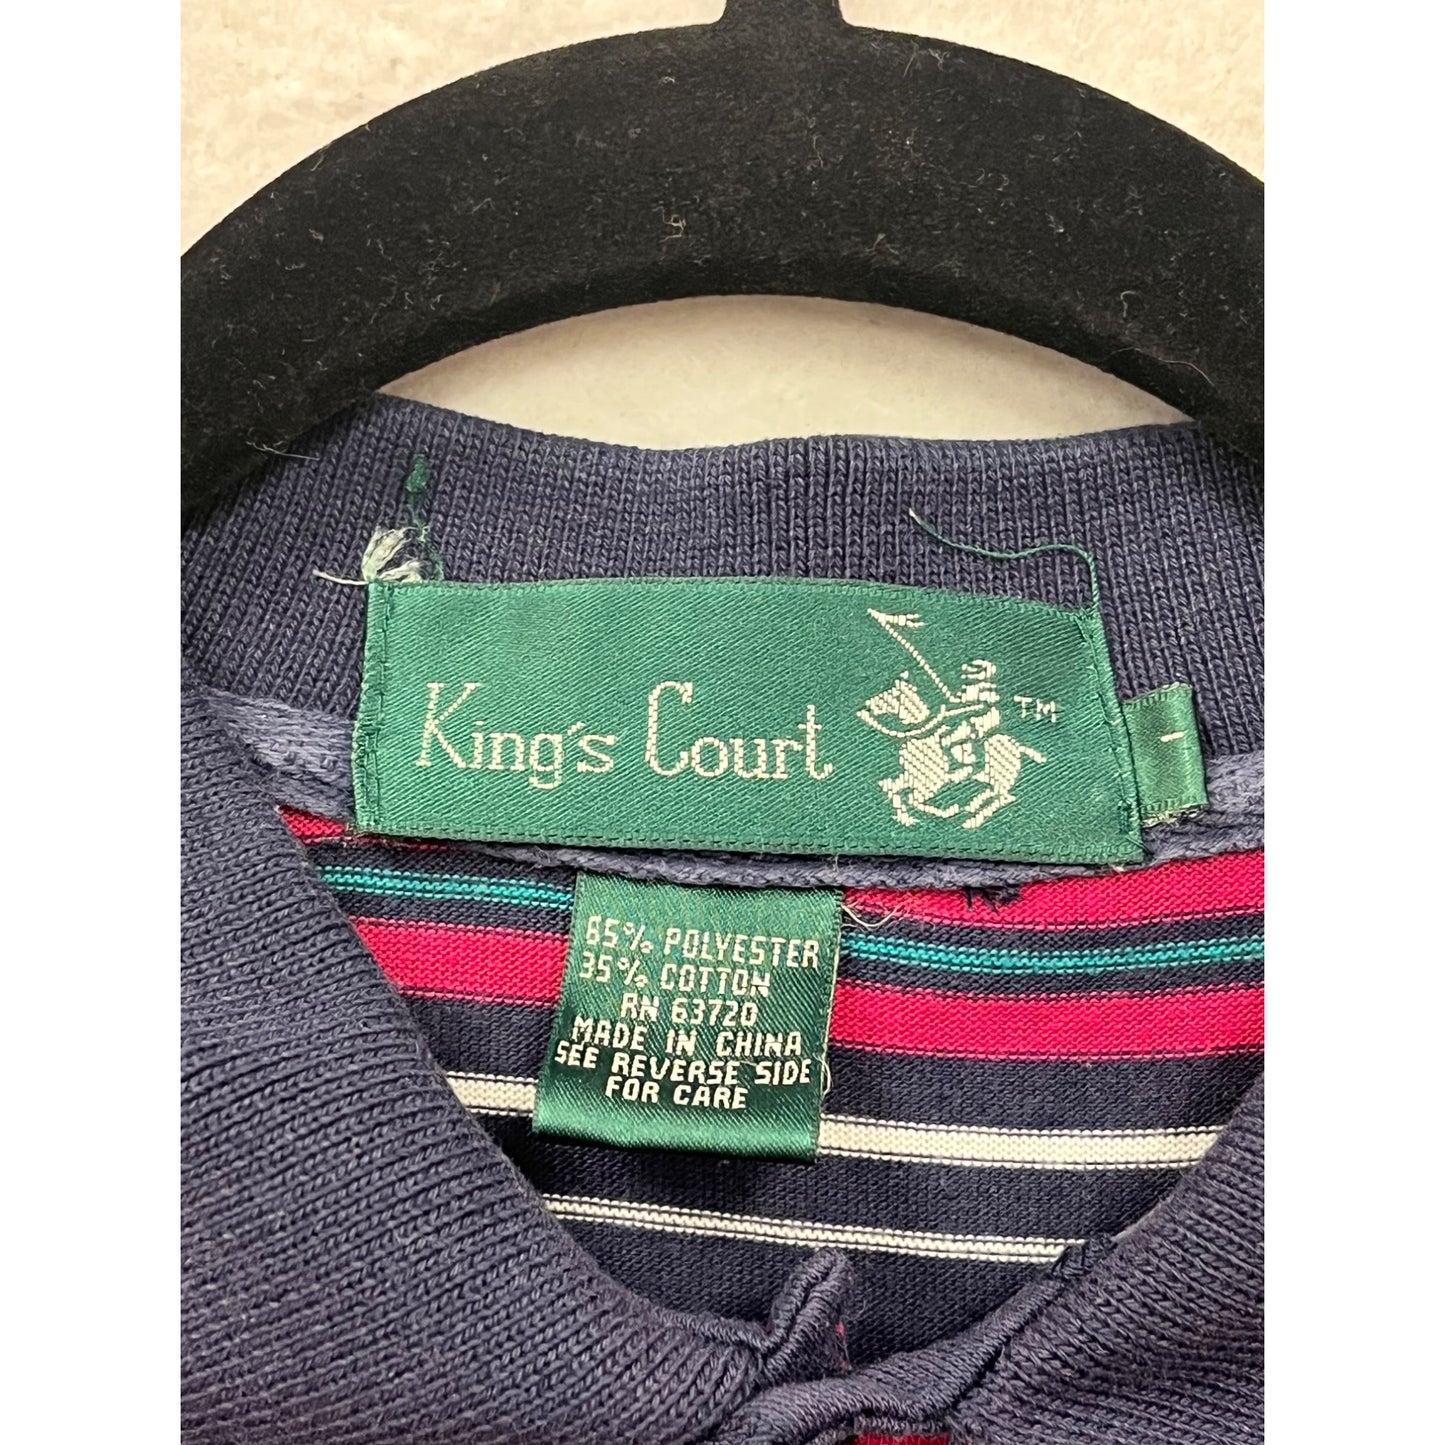 King's Court TM
65% POLYESTER
35% COTTON
RN 63720
MADE IN CHINA
SEE REVERSE SIDE
FOR CARE